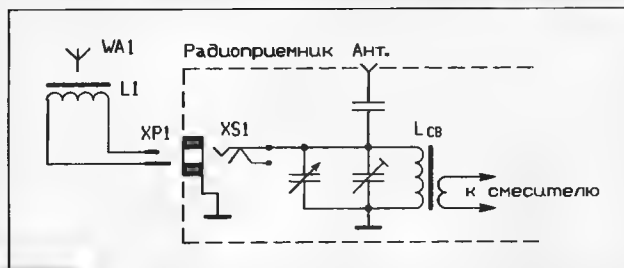 WA1
Радиоприемник Ант.
L1
XP1
XS1
LСВ
к смесителю